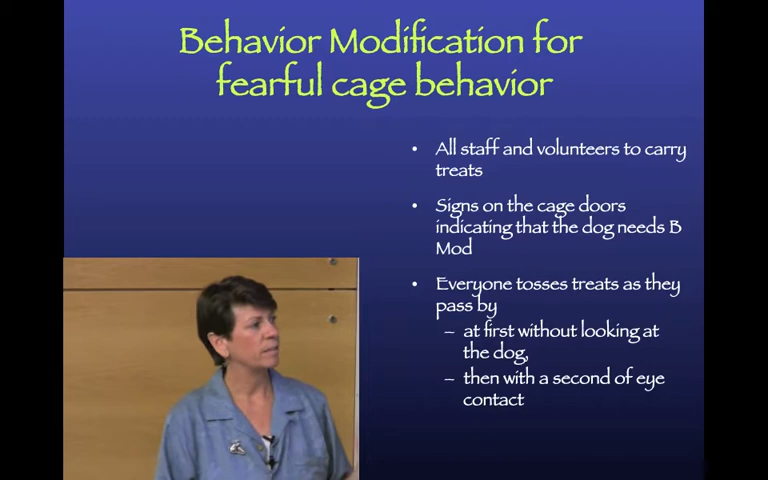 Behavior Modification for
fearful cage behavior
• All staff and volunteers to carry
treats
• Signs on the cage doors
indicating that the dog needs B
Mod
• Everyone tosses treats as they
pass by
– at first without looking at
the dog,
– then with a second of eye
contact